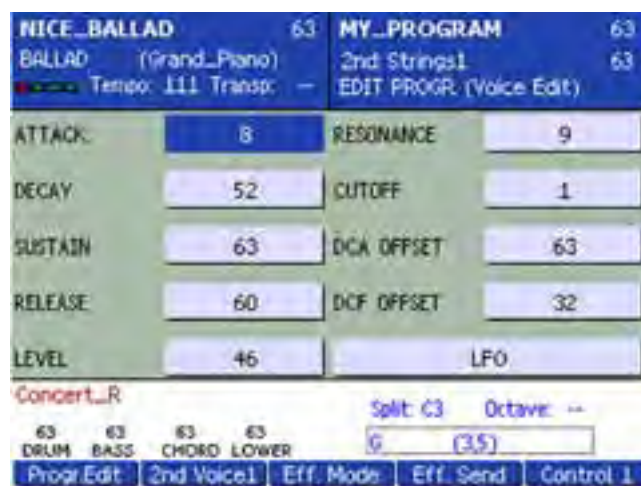 NICE_BALLAD 63 MY_PROGRAM 63
BALLAD (Grand_Piano) 2nd Strings1 63
Tempo: 111 Transp: -- EDIT PROGR. (Voice Edit)
ATTACK 8 RESONANCE 9
DECAY 52 CUTOFF 1
SUSTAIN 63 DCA OFFSET 63
RELEASE 60 DCF OFFSET 32
LEVEL 46 LFO
Concert_R
Split: C3 Octave: --
63 63 63 63
DRUM BASS CHORD LOWER
G (3,5)
Progr.Edit 2nd Voice1 Eff. Mode Eff. Send Control 1